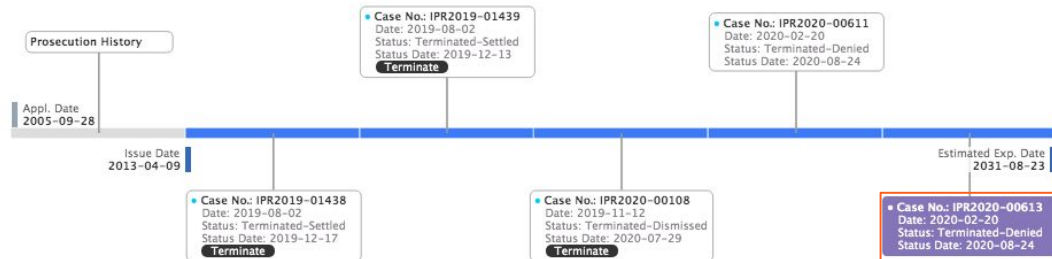 Case No.: IPR2019-01439
Date: 2019-08-02
Status: Terminated-Settled
Status Date: 2019-12-13
Terminate
Case No.: IPR2020-00611
Date: 2020-02-20
Status: Terminated-Denied
Status Date: 2020-08-24
Prosecution History
Appl. Date
2005-09-28
Issue Date
2013-04-09
Estimated Exp. Date
2031-08-23
Case No.: IPR2019-01438
Date: 2019-08-02
Status: Terminated-Settled
Status Date: 2019-12-17
Terminate
Case No.: IPR2020-00108
Date: 2019-11-12
Status: Terminated-Dismissed
Status Date: 2020-07-29
Terminate
Case No.: IPR2020-00613
Date: 2020-02-20
Status: Terminated-Denied
Status Date: 2020-08-24